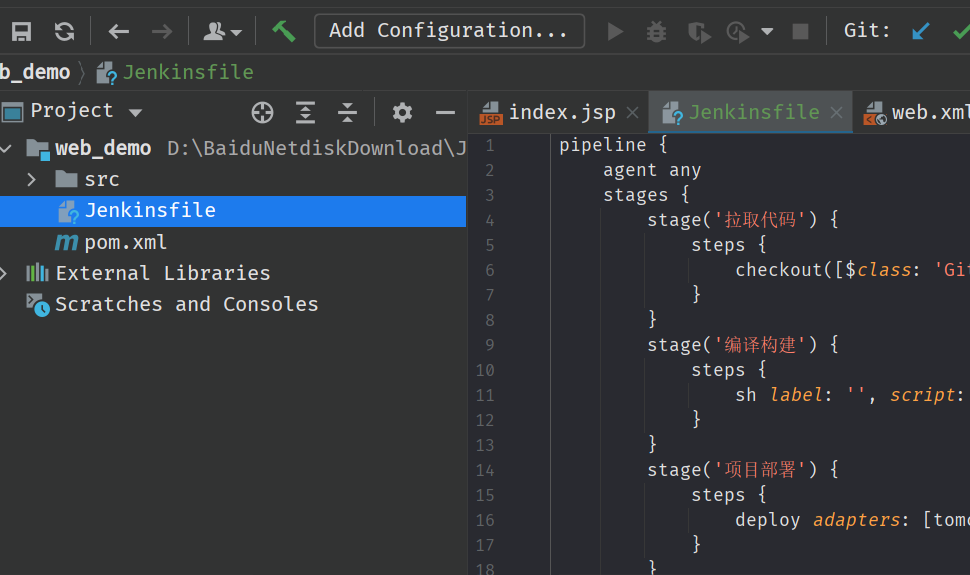 Add Configuration...
Git:
b_demo
Jenkinsfile
Project
index.jsp
Jenkinsfile
web.xml
web_demo D:\BaiduNetdiskDownload\J
src
Jenkinsfile
pom.xml
External Libraries
Scratches and Consoles
1 pipeline {
2 agent any
3 stages {
4 stage('拉取代码') {
5 steps {
6 checkout([$class: 'Git
7 }
8 }
9 stage('编译构建') {
10 steps {
11 sh label: '', script:
12 }
13 }
14 stage('项目部署') {
15 steps {
16 deploy adapters: [tomc
17 }
18 }